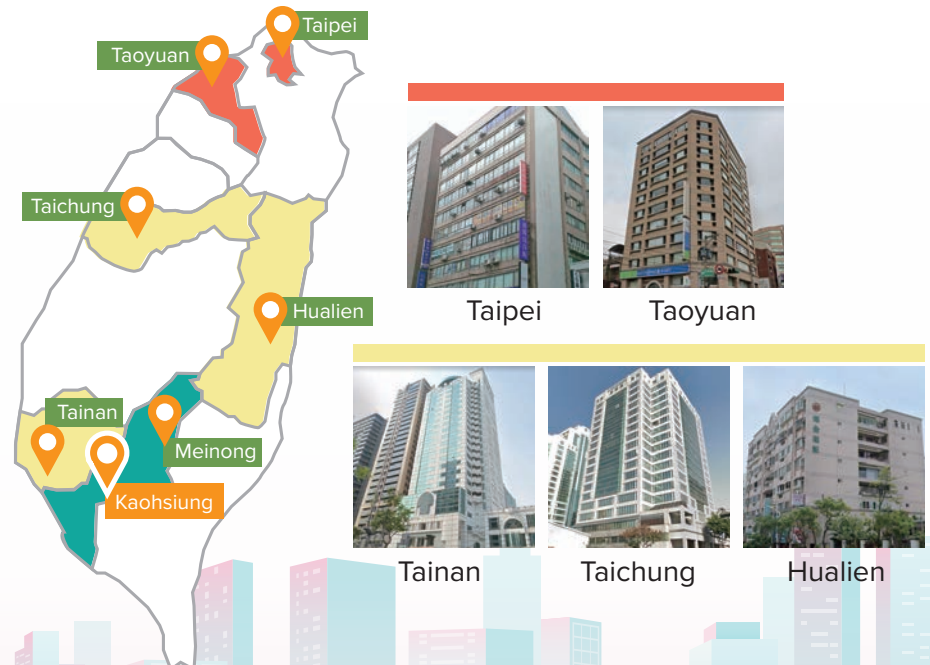 Taipei
Taoyuan
Taichung
Hualien
Tainan
Meinong
Kaohsiung
Taipei
Taoyuan
Tainan
Taichung
Hualien